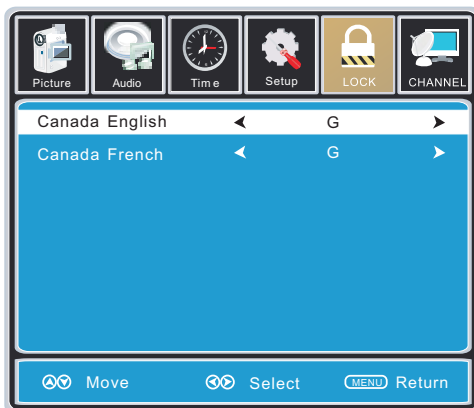 Picture Audio Tim e Setup LOCK CHANNEL
Canada English G
Canada French G
Move Select MENU Return